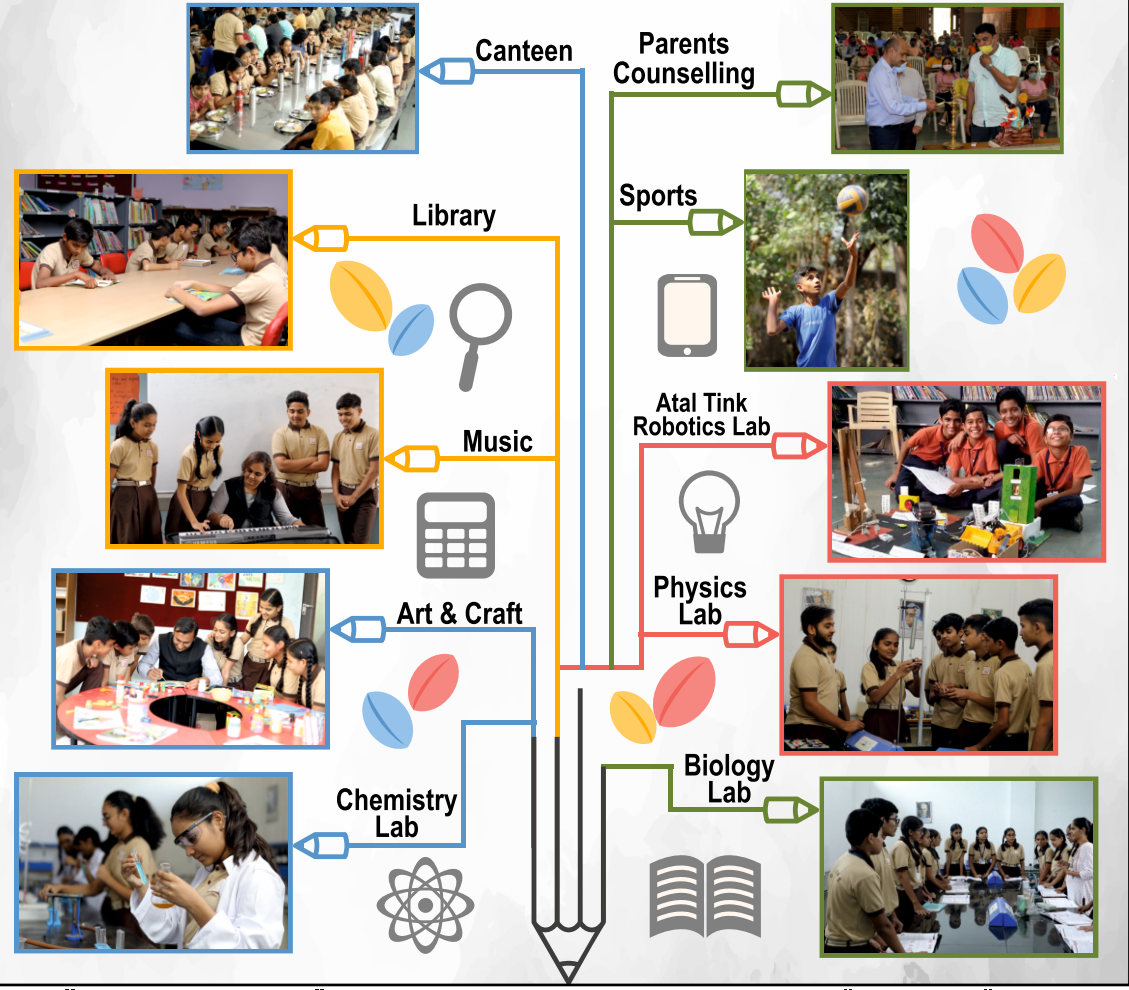 Canteen
Parents
Counselling
Library
Sports
Music
Atal Tink
Robotics Lab
Art & Craft
Physics
Lab
Chemistry
Lab
Biology
Lab